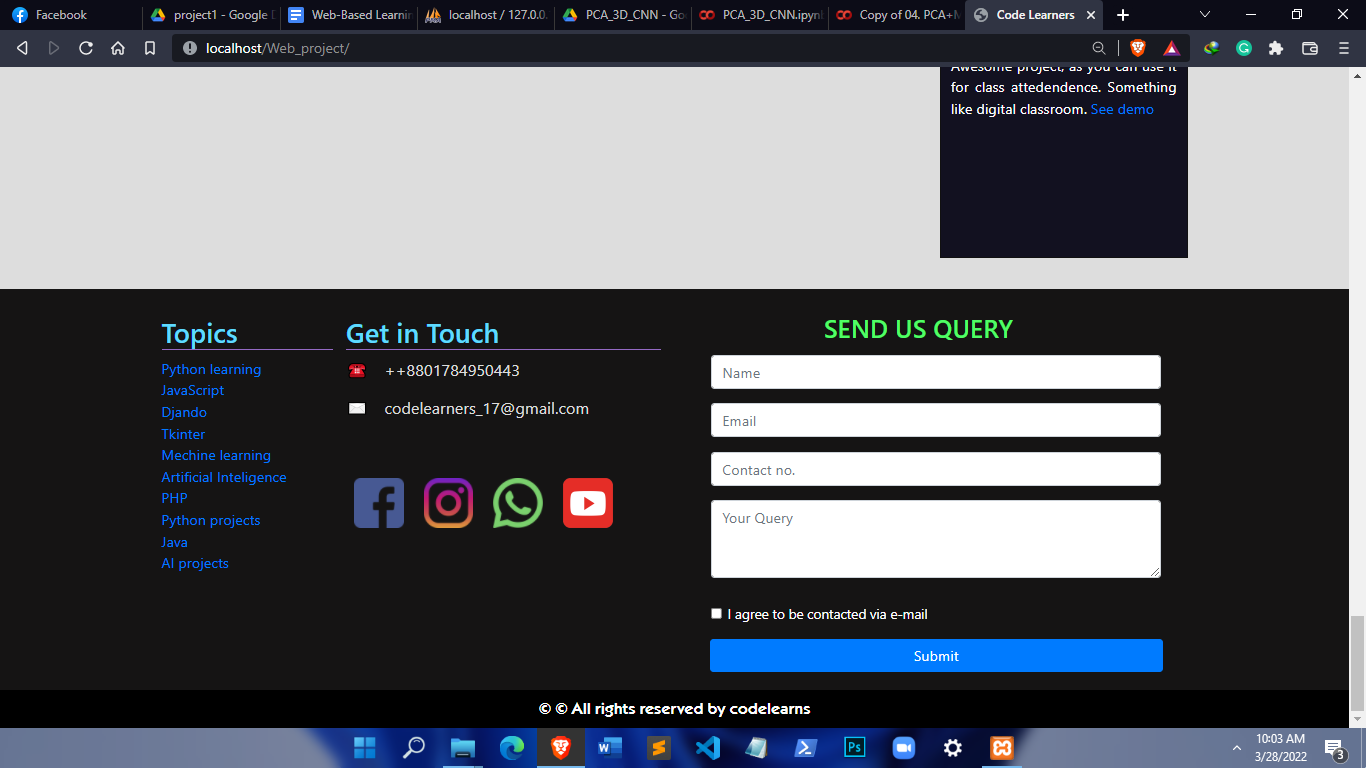 Facebook
project1 - Google D
Web-Based Learnin
localhost / 127.0.0.
PCA_3D_CNN - Go
PCA_3D_CNN.ipynb
Copy of 04. PCA+M
Code Learners
localhost/Web_project/
Awesome project, as you can use it
for class attedendence. Something
like digital classroom. See demo
Topics
Python learning
JavaScript
Djando
Tkinter
Mechine learning
Artificial Inteligence
PHP
Python projects
Java
AI projects
Get in Touch
++8801784950443
codelearners_17@gmail.com
SEND US QUERY
Name
Email
Contact no.
Your Query
I agree to be contacted via e-mail
Submit
© © All rights reserved by codelearns
10:03 AM
3/28/2022
3